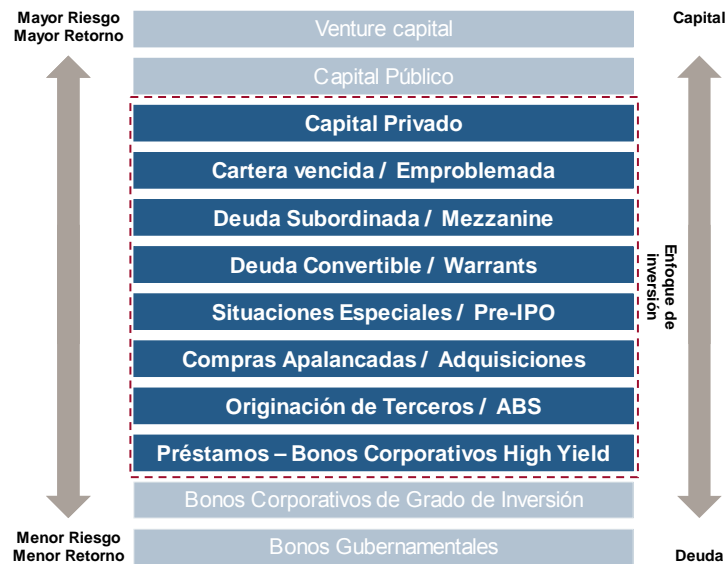 Mayor Riesgo
Mayor Retorno
Venture capital
Capital
Capital Público
Capital Privado
Cartera vencida / Emproblemada
Deuda Subordinada / Mezzanine
Deuda Convertible / Warrants
Enfoque de
inversión
Situaciones Especiales / Pre-IPO
Compras Apalancadas / Adquisiciones
Originación de Terceros / ABS
Préstamos – Bonos Corporativos High Yield
Bonos Corporativos de Grado de Inversión
Menor Riesgo
Menor Retorno
Bonos Gubernamentales
Deuda